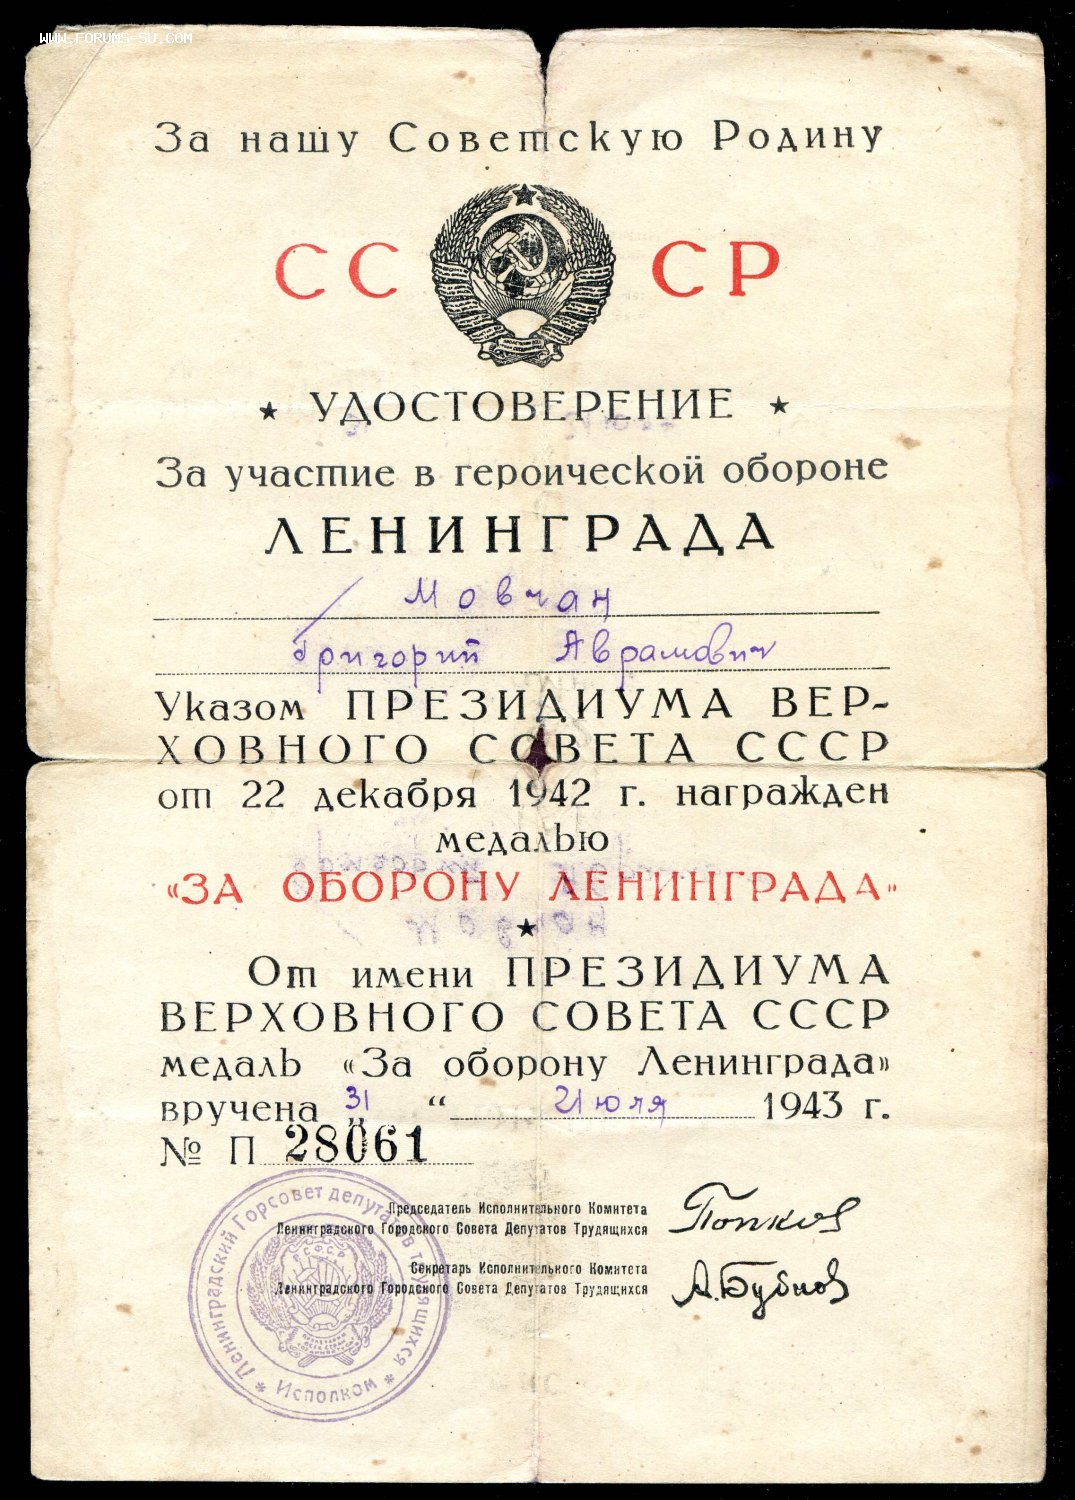 WWW.FORUMS-SU.COM
За нашу Советскую Родину
СССР
★ УДОСТОВЕРЕНИЕ ★
За участие в героической обороне
ЛЕНИНГРАДА
Мовчан
Григорий Аврамович
Указом ПРЕЗИДИУМА ВЕР-
ХОВНОГО СОВЕТА СССР
от 22 декабря 1942 г. награжден
медалью
«ЗА ОБОРОНУ ЛЕНИНГРАДА»
★
От имени ПРЕЗИДИУМА
ВЕРХОВНОГО СОВЕТА СССР
медаль «За оборону Ленинграда»
вручена „ 31 “ июля 1943 г.
№ П 28061
Председатель Исполнительного Комитета
Ленинградского Городского Совета Депутатов Трудящихся
Попков
Секретарь Исполнительного Комитета
Ленинградского Городского Совета Депутатов Трудящихся
А.Бубнов
Ленинградский Горсовет депутатов трудящихся
* Исполком *
РСФСР